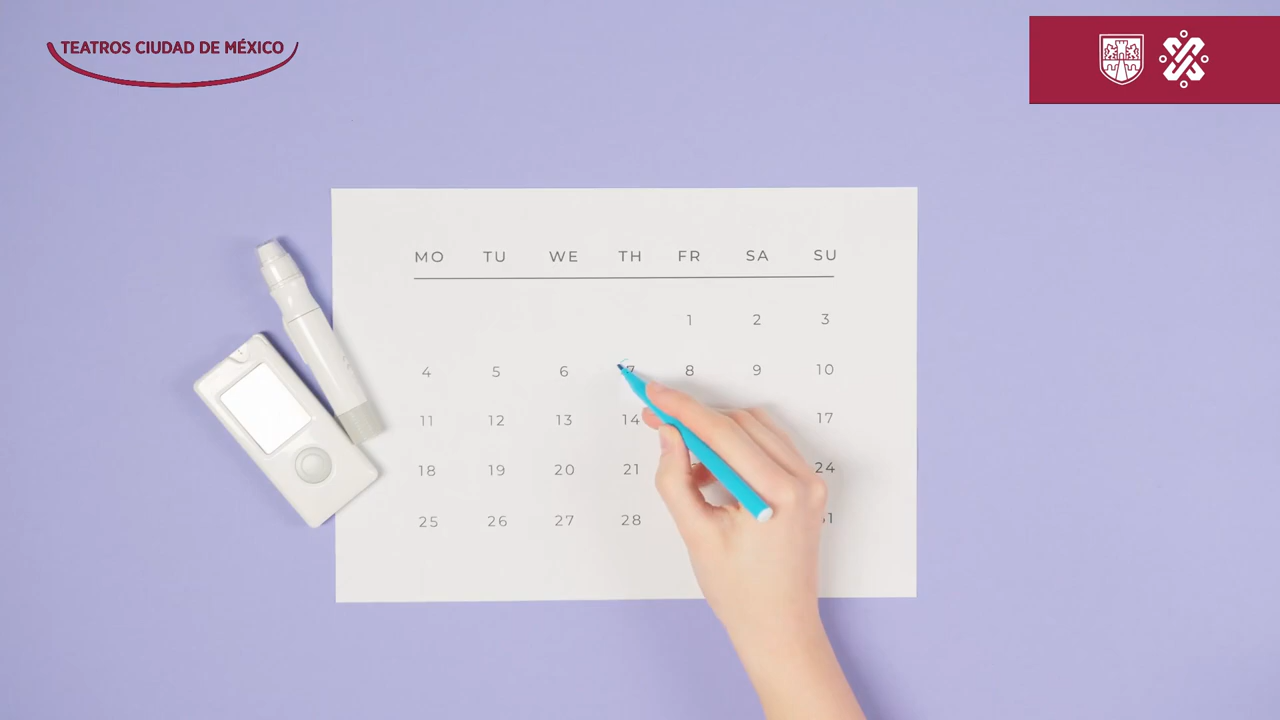 TEATROS CIUDAD DE MÉXICO
MO TU WE TH FR SA SU
1 2 3
4 5 6 7 8 9 10
11 12 13 14 17
18 19 20 21 24
25 26 27 28